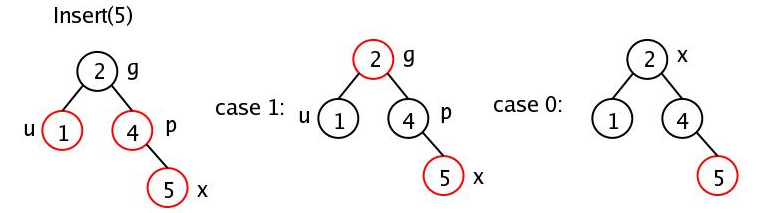 Insert(5)
2 g
u 1 4 p
5 x
case 1:
2 g
u 1 4 p
5 x
case 0:
2 x
1 4
5